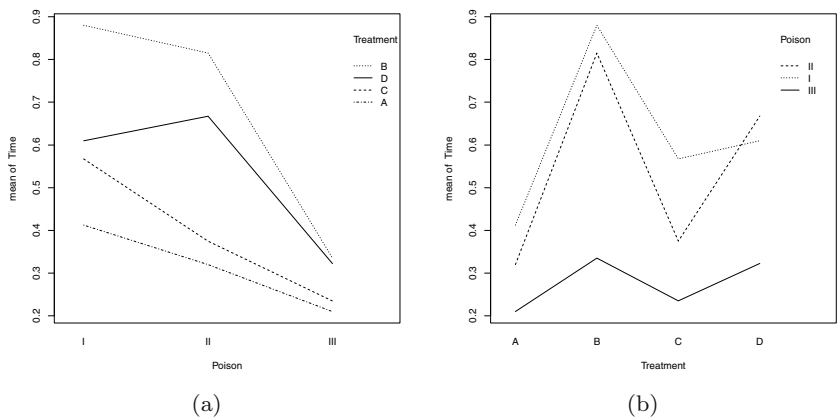 0.9
0.8
0.7
0.6
0.5
0.4
0.3
0.2
mean of Time
Treatment
B
D
C
A
I II III
Poison
(a)
0.9
0.8
0.7
0.6
0.5
0.4
0.3
0.2
mean of Time
Poison
II
I
III
A B C D
Treatment
(b)